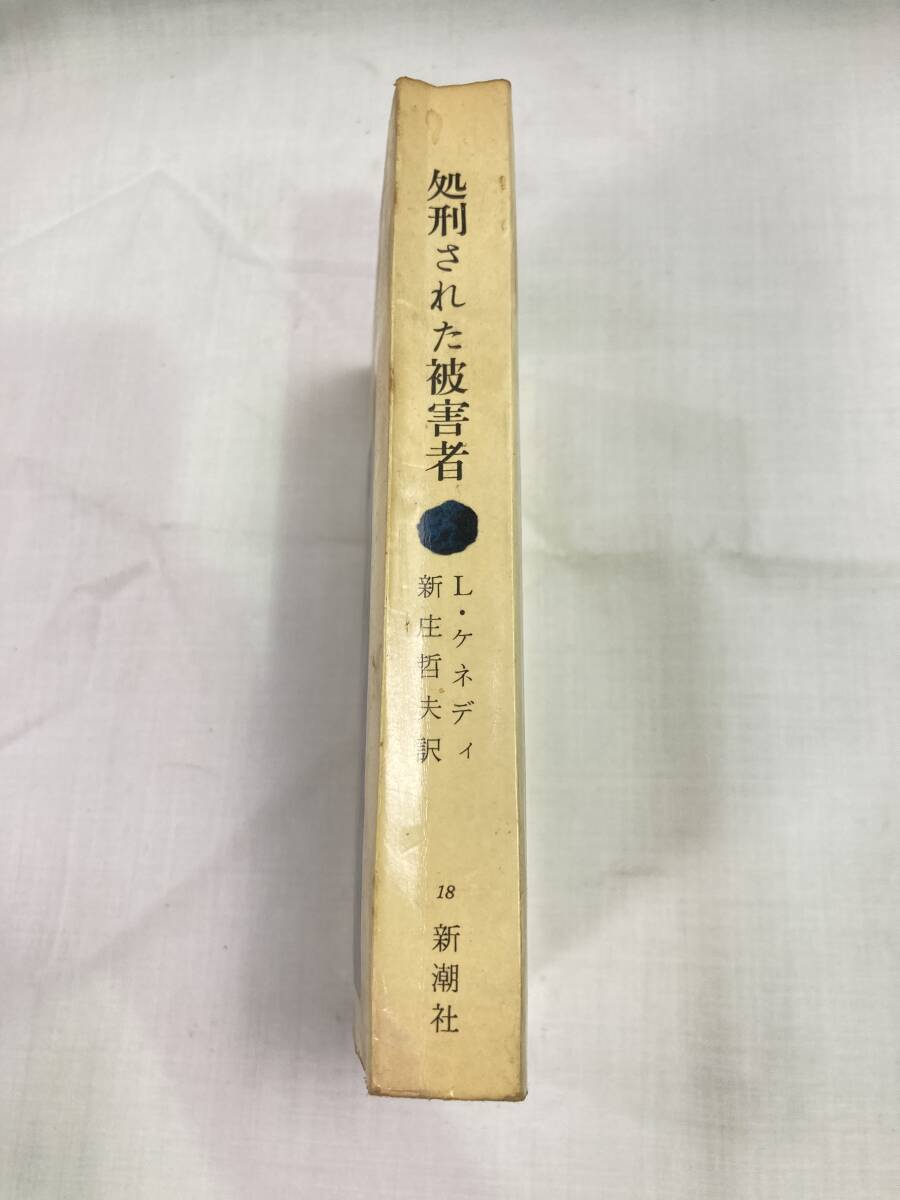 処刑された被害者
L・ケネディ
新庄哲夫訳
18
新潮社